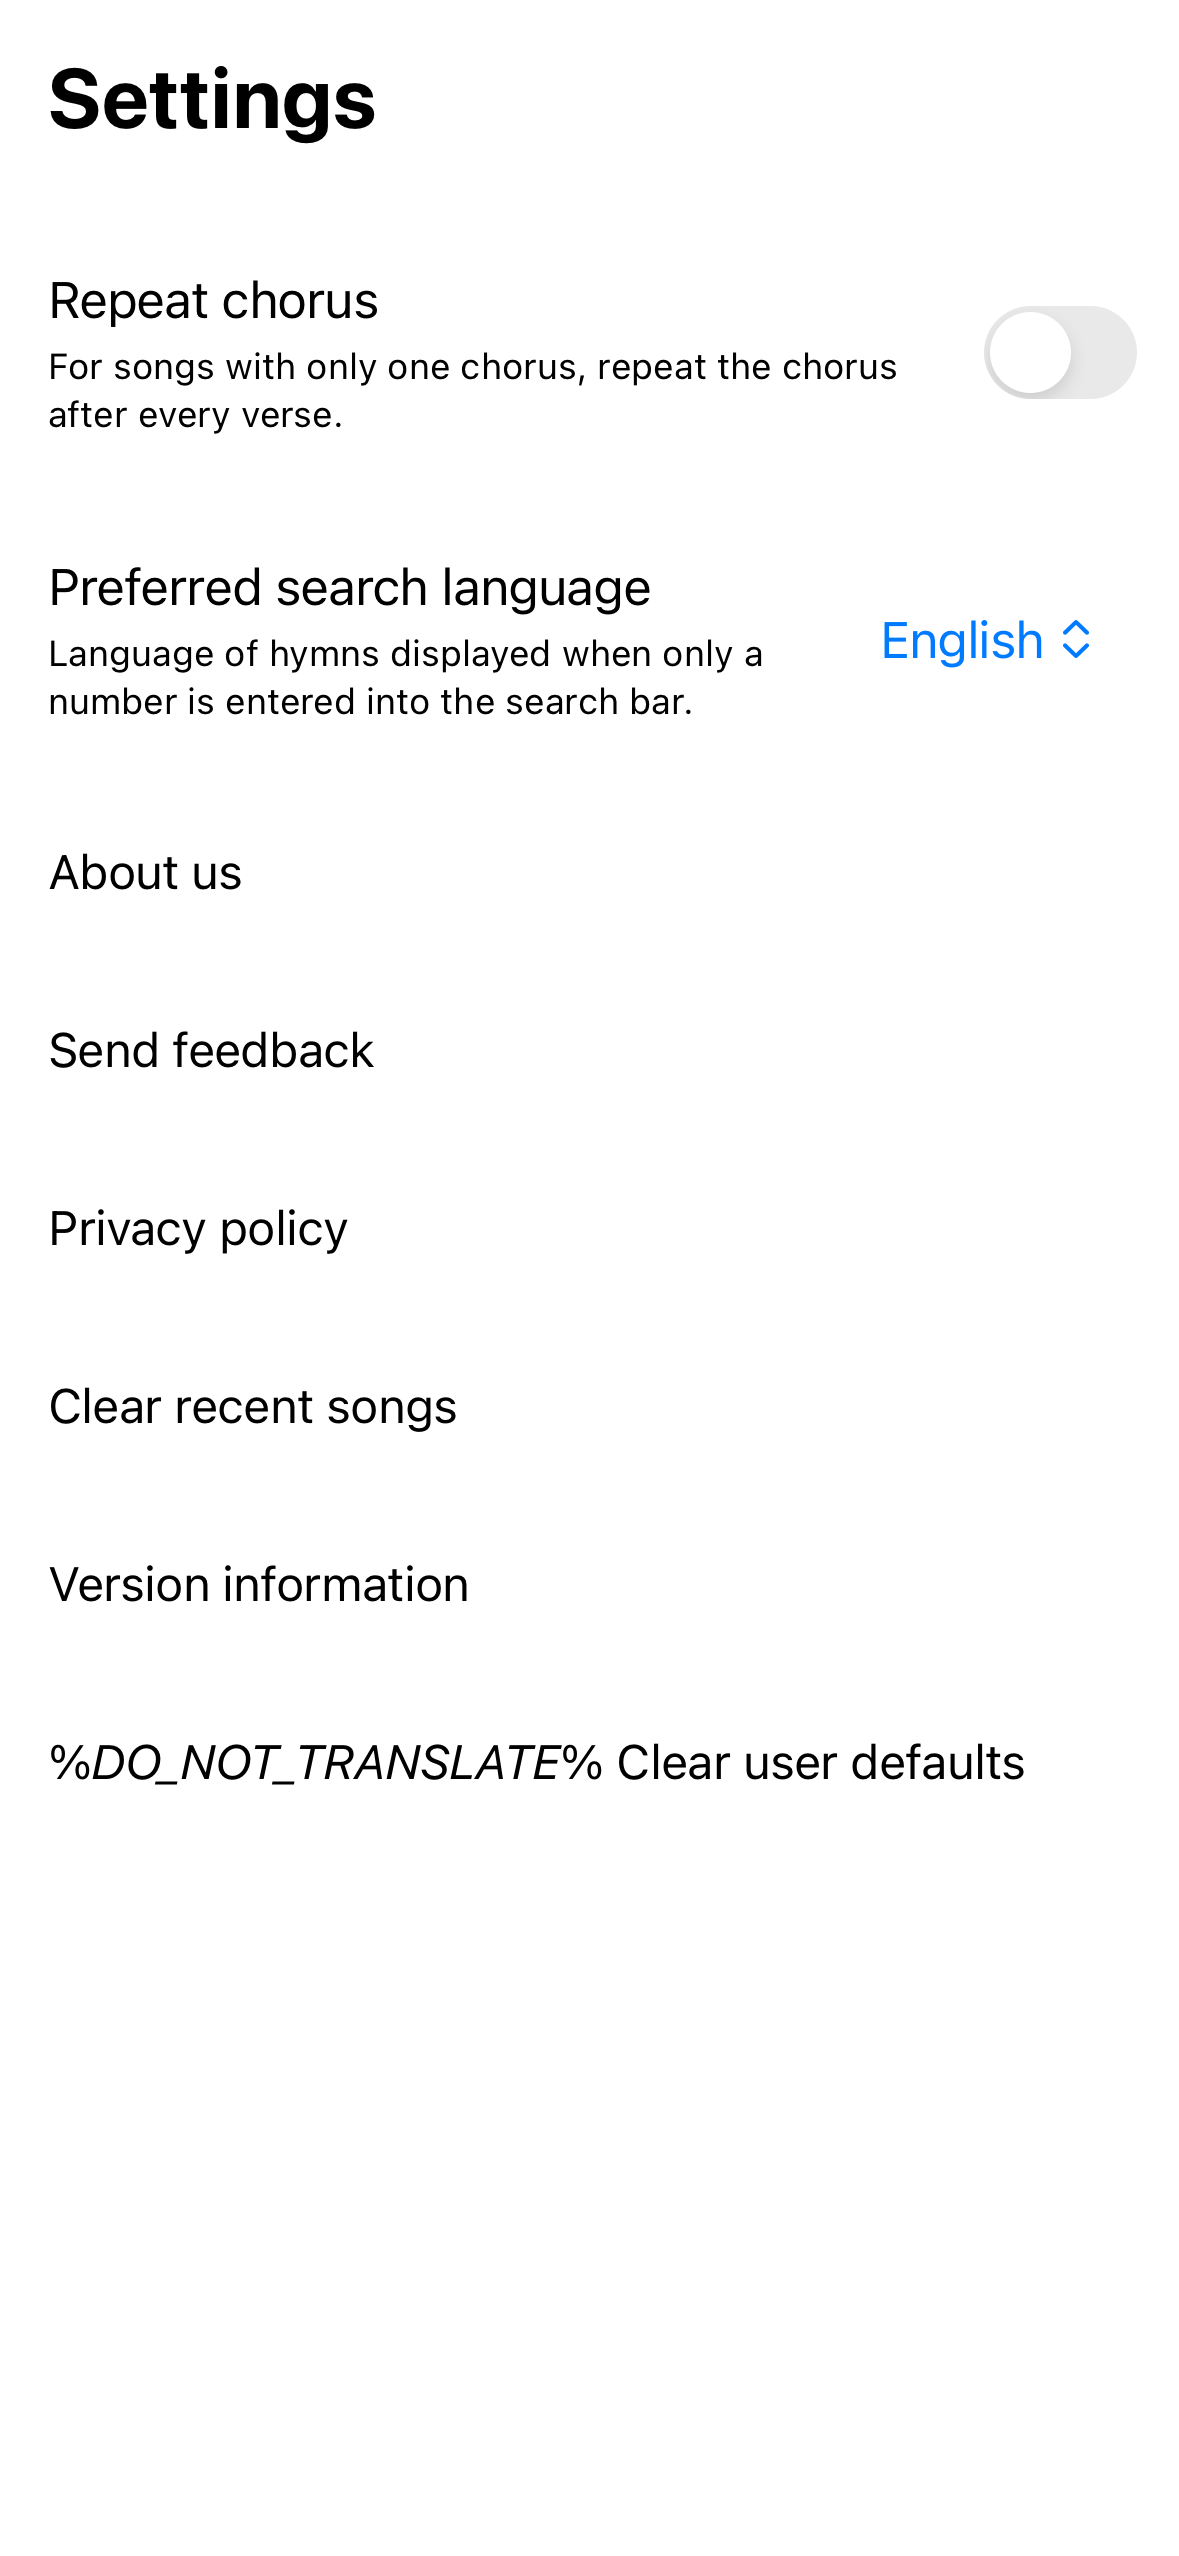 Settings
Repeat chorus
For songs with only one chorus, repeat the chorus
after every verse.
Preferred search language
Language of hymns displayed when only a
number is entered into the search bar.
English
About us
Send feedback
Privacy policy
Clear recent songs
Version information
%DO_NOT_TRANSLATE% Clear user defaults